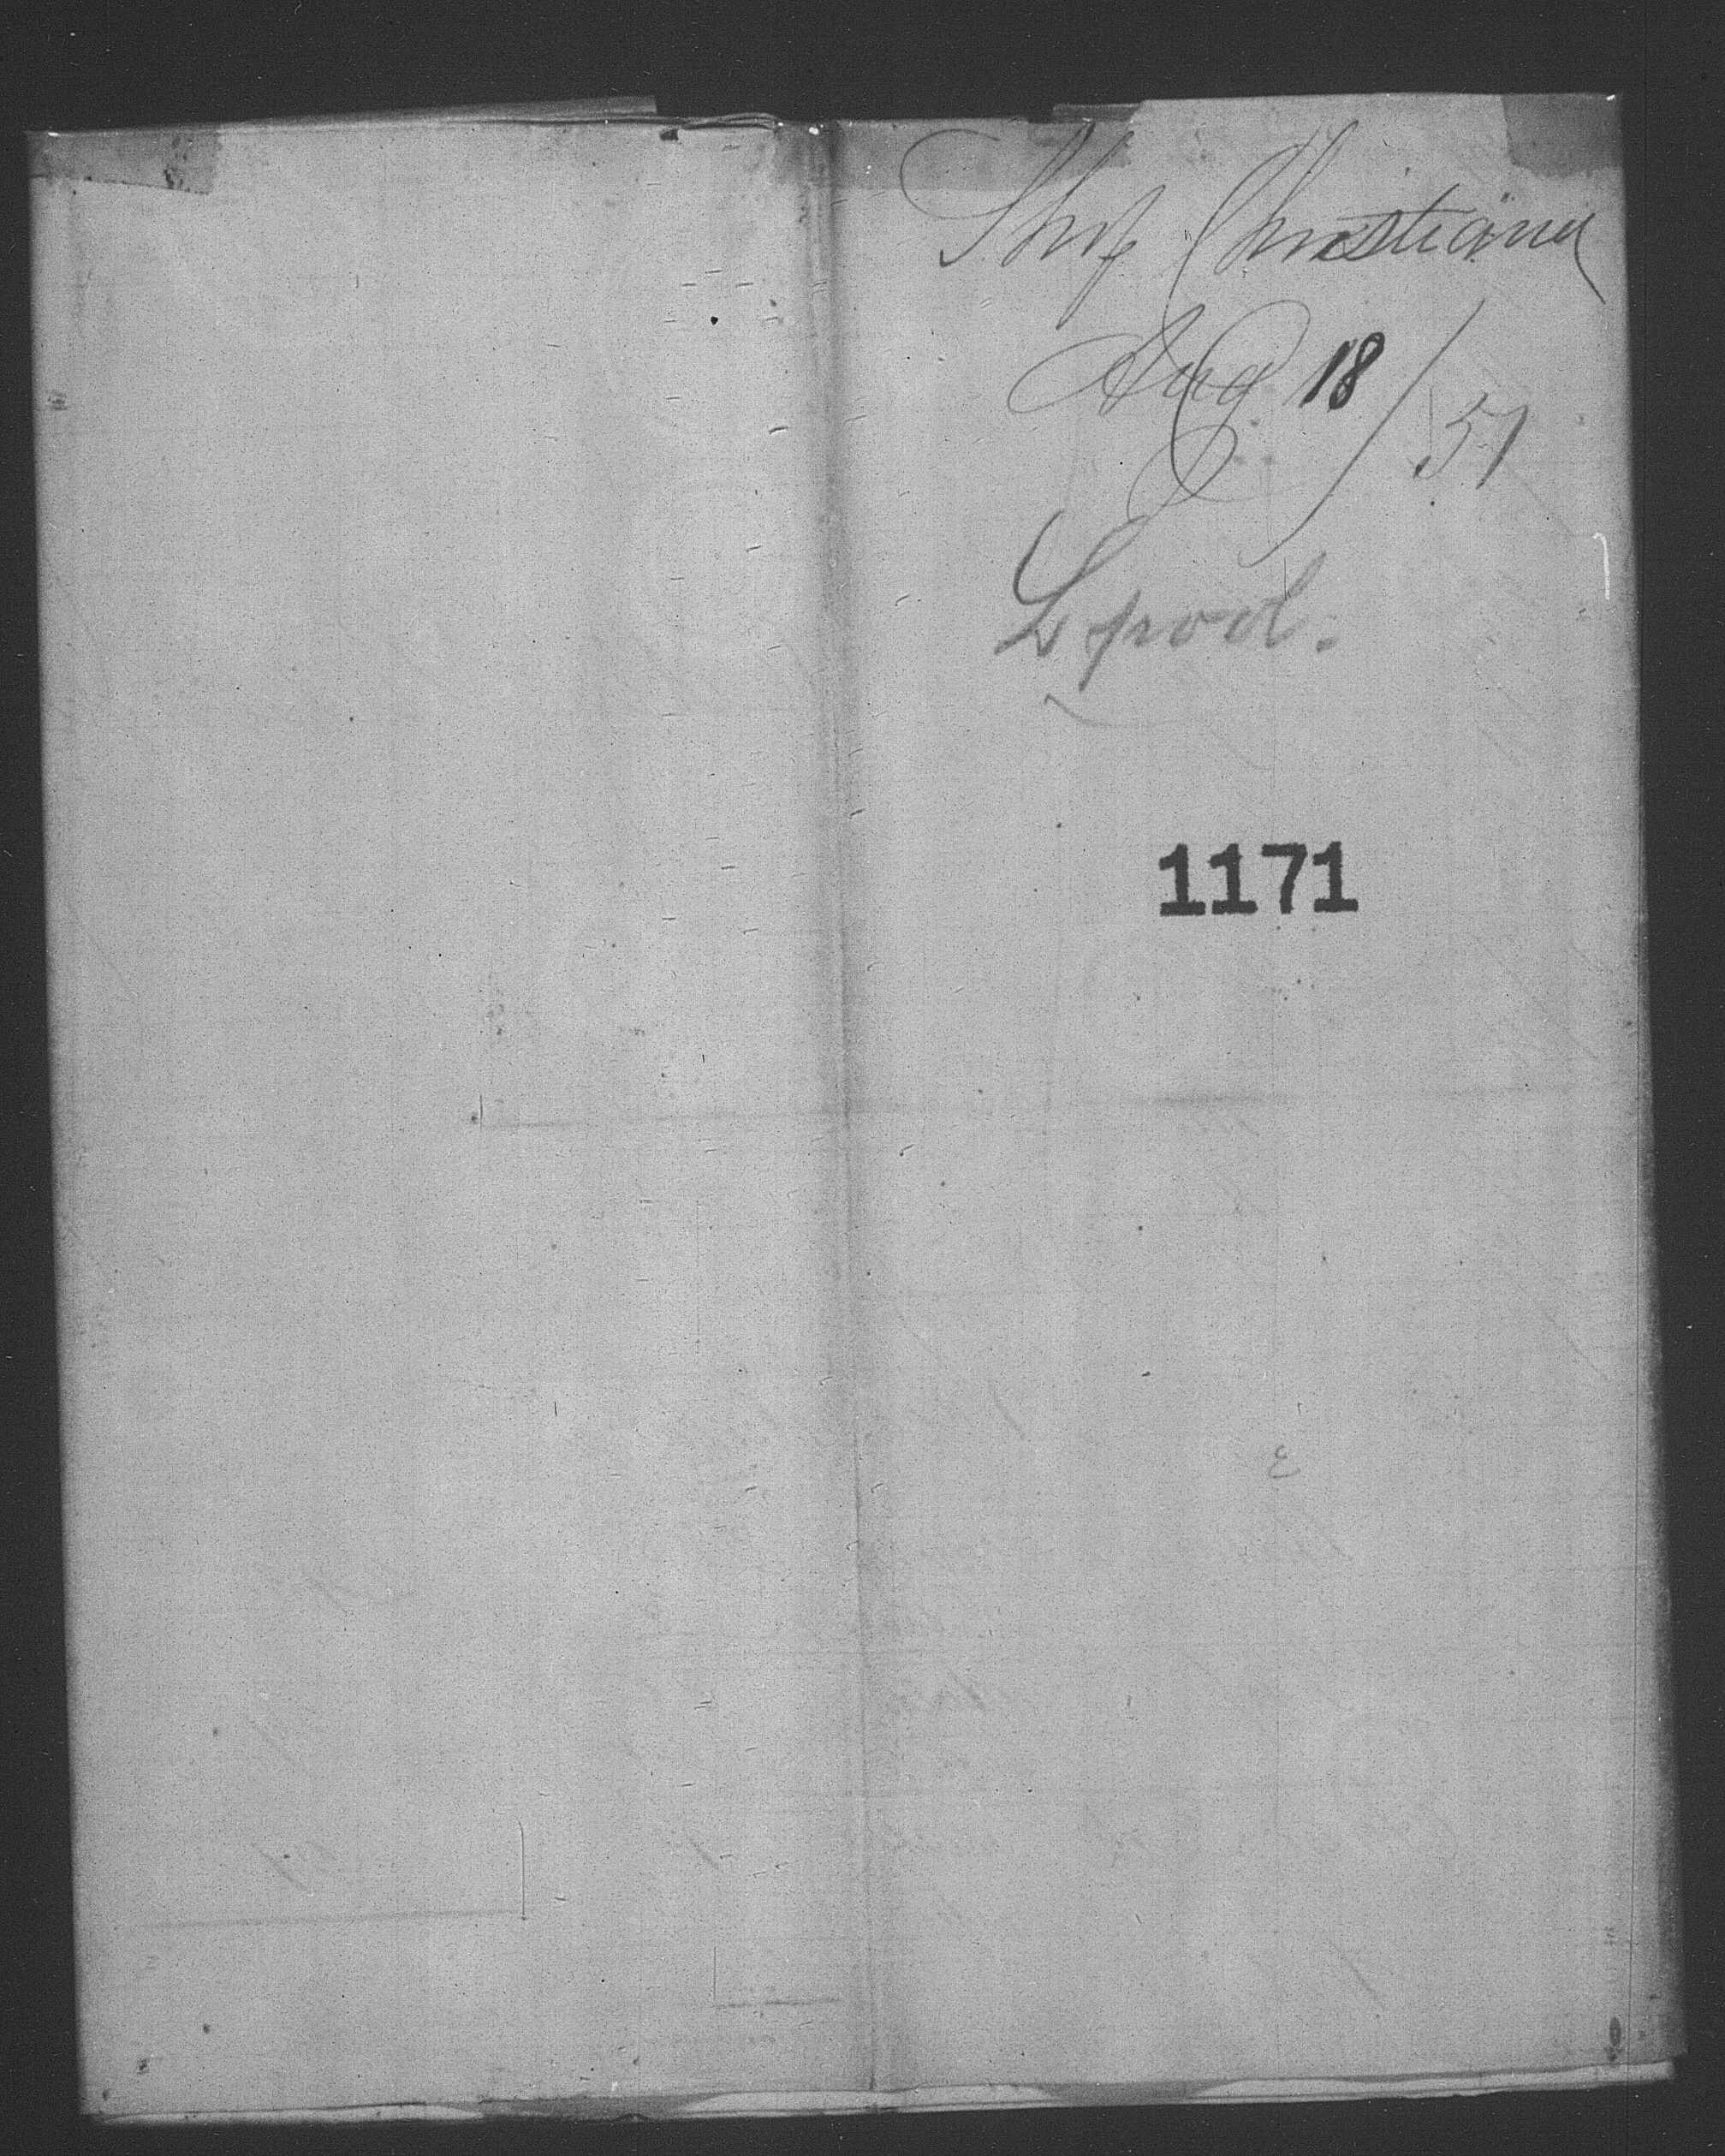 Ship Christiana
Aug 18/51
Lpool.
1171